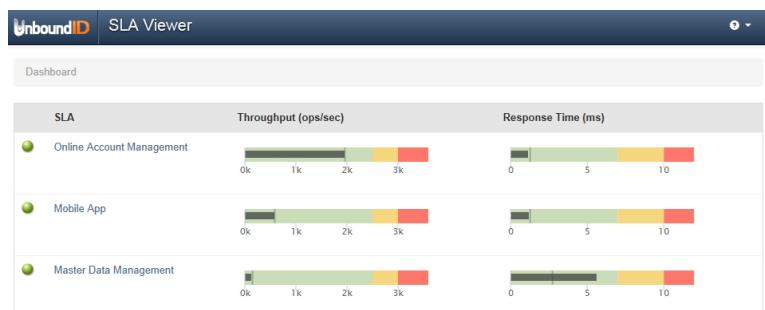 UnboundID SLA Viewer
Dashboard
SLA Throughput (ops/sec) Response Time (ms)
Online Account Management
0k 1k 2k 3k 0 5 10
Mobile App
0k 1k 2k 3k 0 5 10
Master Data Management
0k 1k 2k 3k 0 5 10